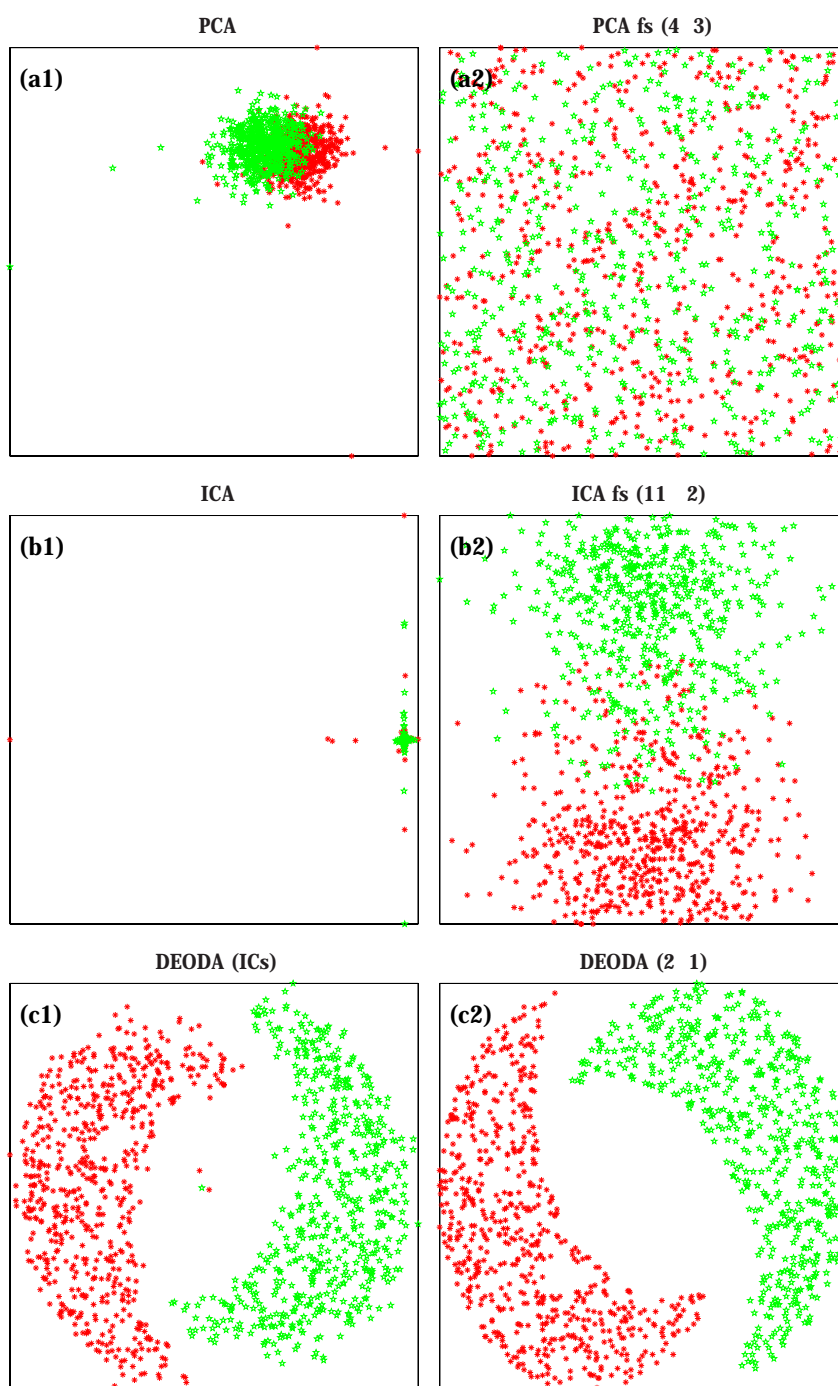 PCA
PCA fs (4 3)
(a1)
(a2)
ICA
ICA fs (11 2)
(b1)
(b2)
DEODA (ICs)
DEODA (2 1)
(c1)
(c2)